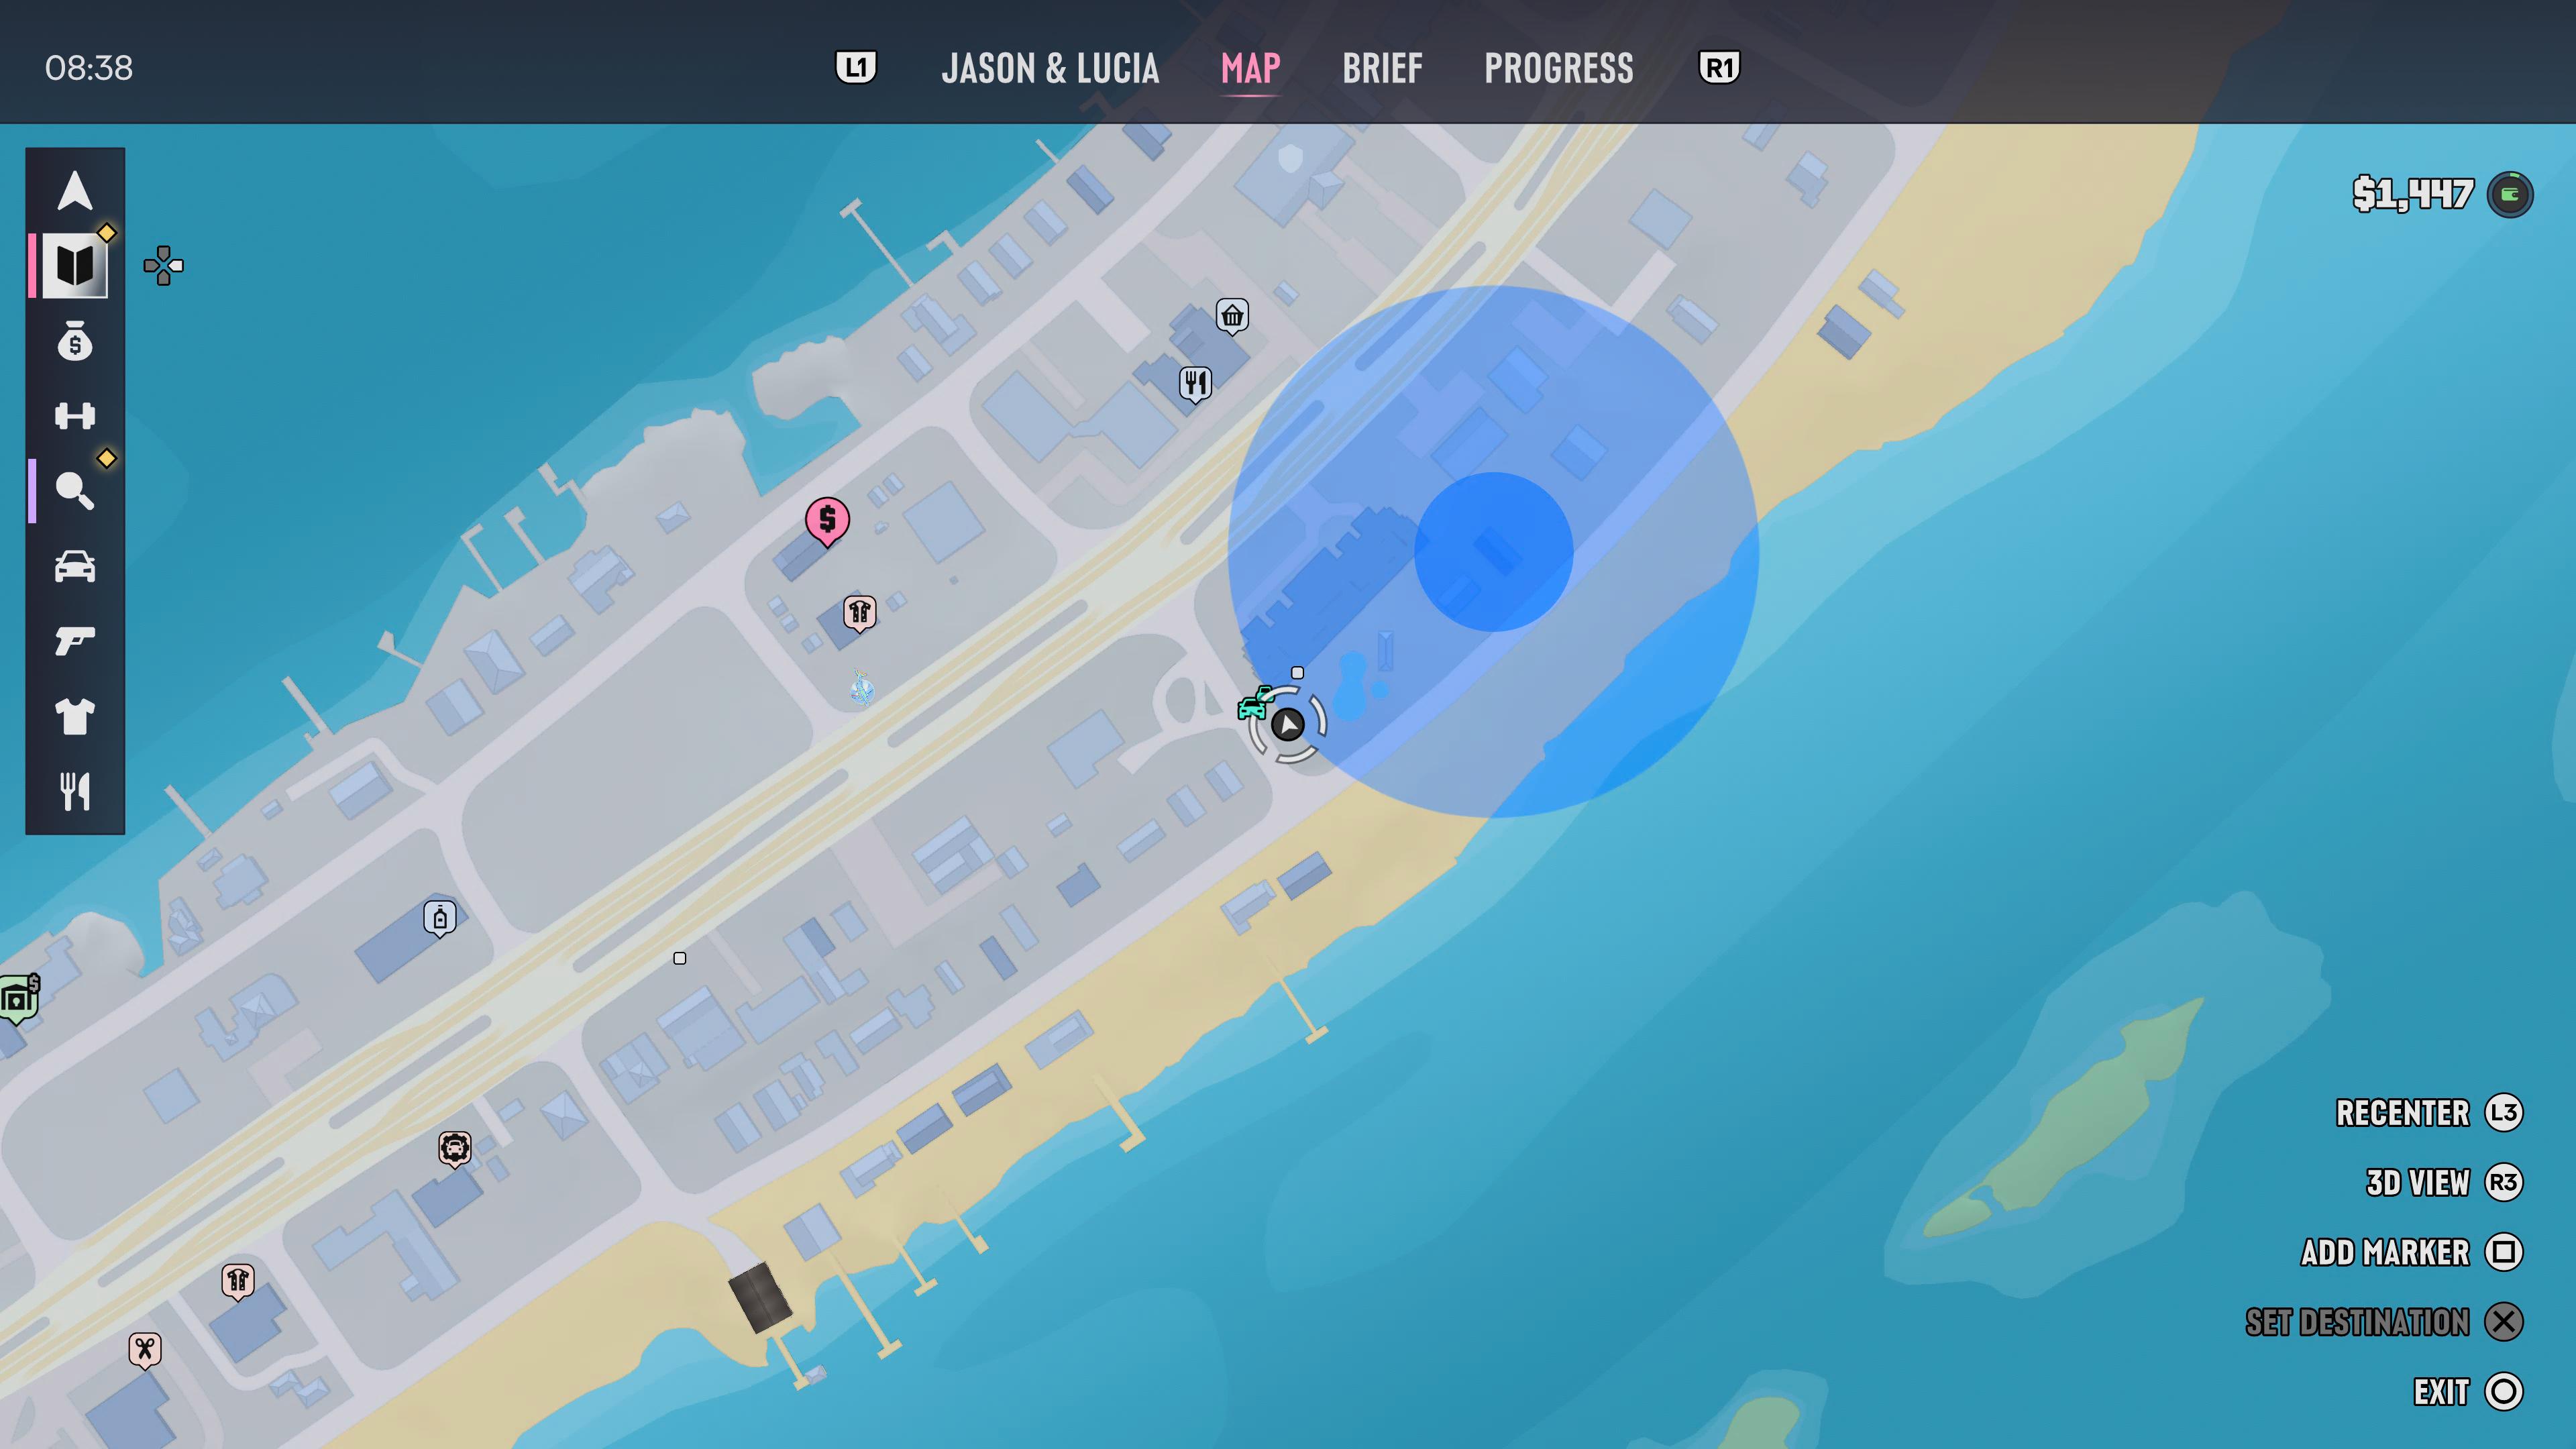 08:38
L1 JASON & LUCIA MAP BRIEF PROGRESS R1
$1,447
RECENTER L3
3D VIEW R3
ADD MARKER
SET DESTINATION
EXIT